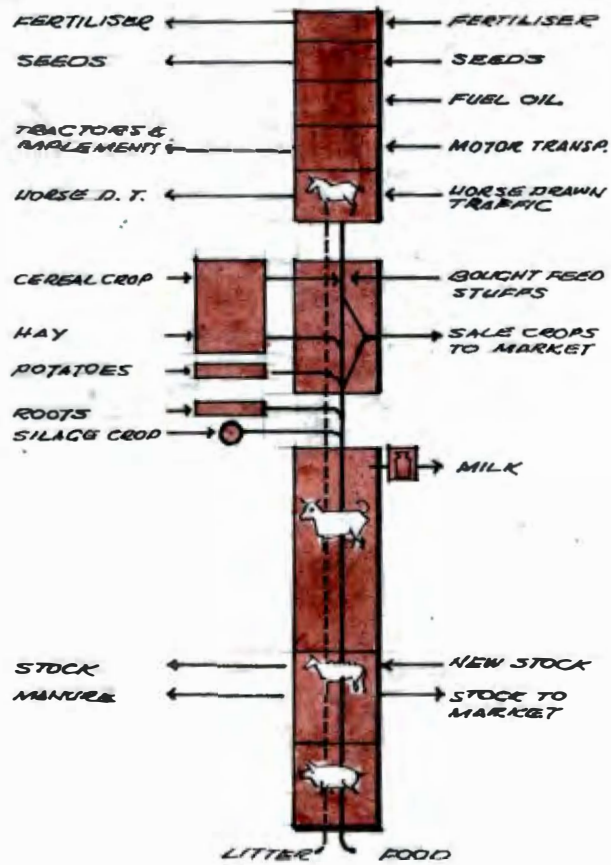 FERTILISER
FERTILISER
SEEDS
SEEDS
FUEL OIL
TRACTORS &
IMPLEMENTS
MOTOR TRANSP.
HORSE D. T.
HORSE DRAWN
TRAFFIC
CEREAL CROP
BOUGHT FEED
STUFFS
HAY
SALE CROPS
TO MARKET
POTATOES
ROOTS
SILAGE CROP
MILK
STOCK
NEW STOCK
MANURE
STOCK TO
MARKET
LITTER
FOOD